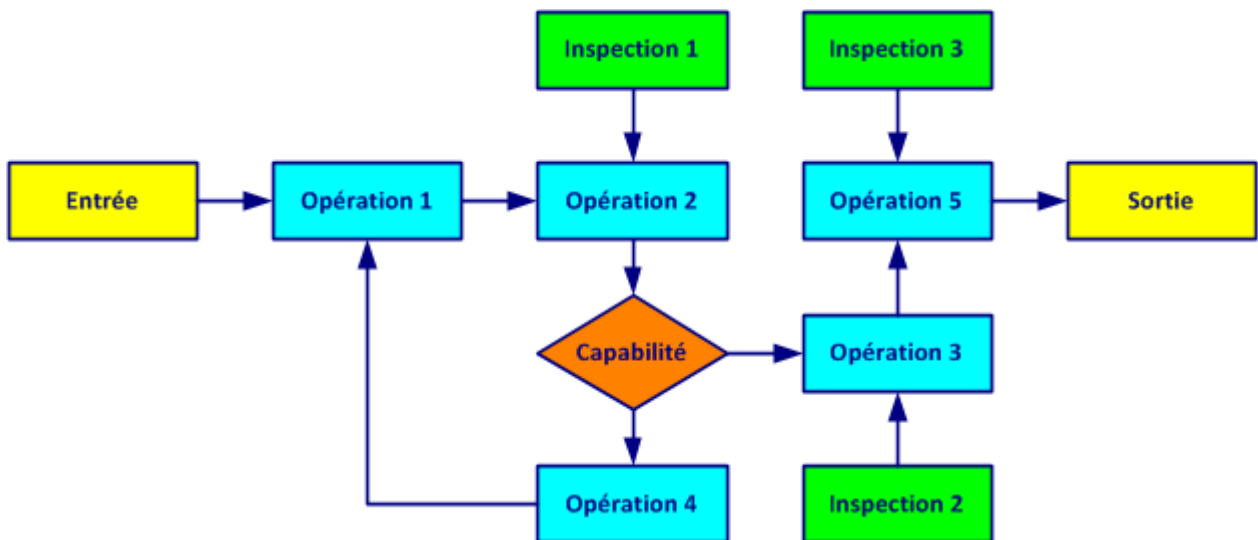 Inspection 1
Inspection 3
Entrée
Opération 1
Opération 2
Opération 5
Sortie
Capabilité
Opération 3
Opération 4
Inspection 2